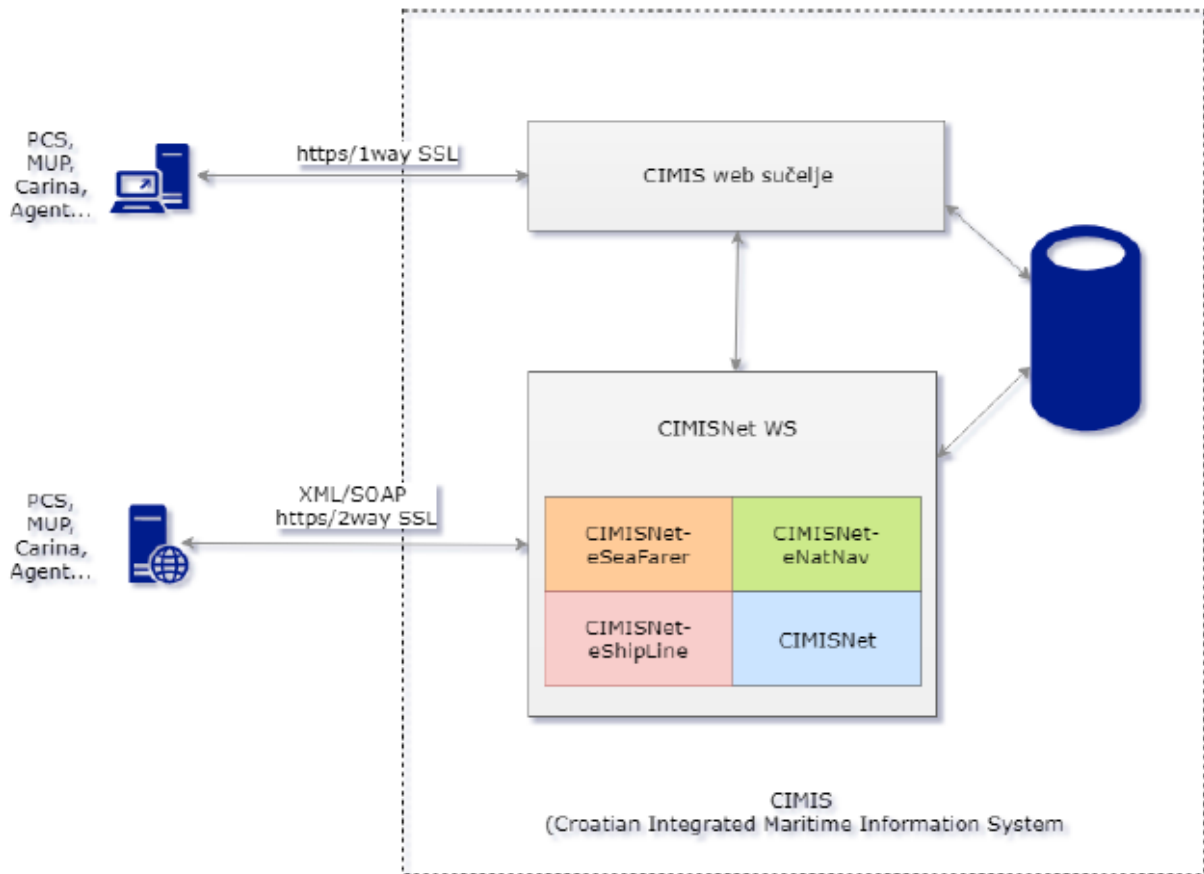 PCS,
MUP,
Carina,
Agent...
https/1way SSL
CIMIS web sučelje
CIMISNet WS
PCS,
MUP,
Carina,
Agent...
XML/SOAP
https/2way SSL
CIMISNet-
eSeaFarer
CIMISNet-
eNatNav
CIMISNet-
eShipLine
CIMISNet
CIMIS
(Croatian Integrated Maritime Information System